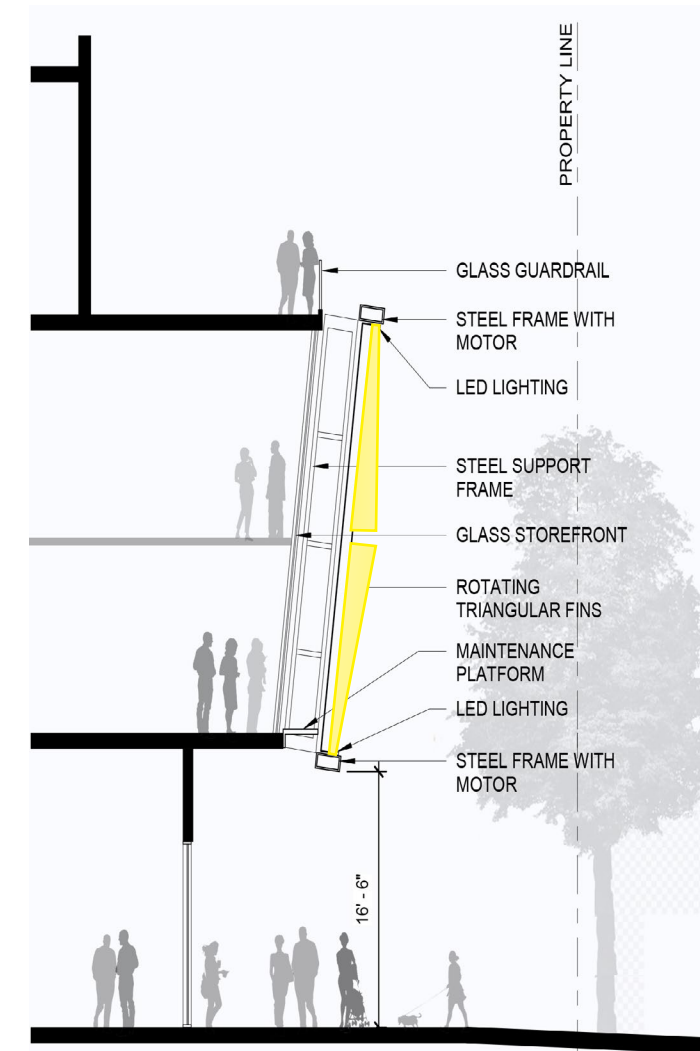 PROPERTY LINE
GLASS GUARDRAIL
STEEL FRAME WITH
MOTOR
LED LIGHTING
STEEL SUPPORT
FRAME
GLASS STOREFRONT
ROTATING
TRIANGULAR FINS
MAINTENANCE
PLATFORM
LED LIGHTING
STEEL FRAME WITH
MOTOR
16' - 6"